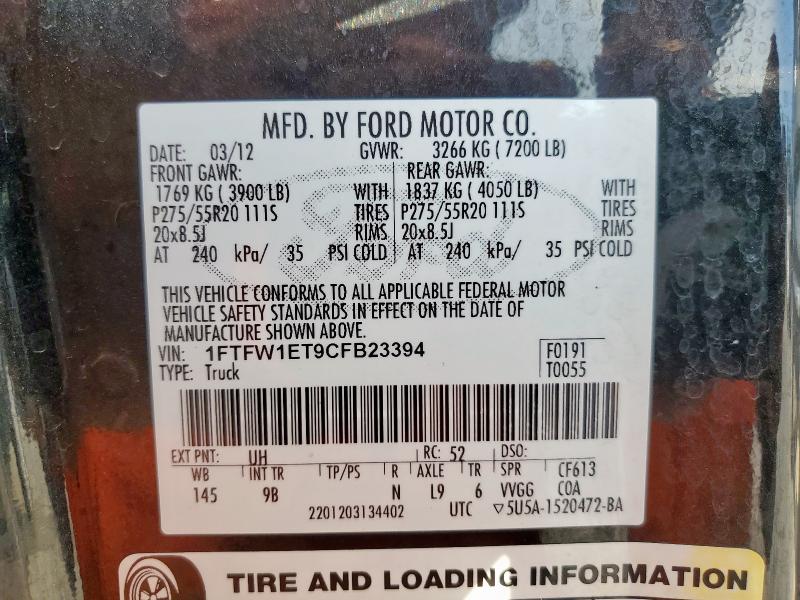 MFD. BY FORD MOTOR CO.
DATE: 03/12 GVWR: 3266 KG ( 7200 LB)
FRONT GAWR: REAR GAWR:
1769 KG ( 3900 LB) WITH 1837 KG ( 4050 LB) WITH
P275/55R20 111S TIRES P275/55R20 111S TIRES
20x8.5J RIMS 20x8.5J RIMS
AT 240 kPa/ 35 PSI COLD AT 240 kPa/ 35 PSI COLD
THIS VEHICLE CONFORMS TO ALL APPLICABLE FEDERAL MOTOR
VEHICLE SAFETY STANDARDS IN EFFECT ON THE DATE OF
MANUFACTURE SHOWN ABOVE.
VIN: 1FTFW1ET9CFB23394 F0191
TYPE: Truck T0055
EXT PNT: UH RC: 52 DSO:
WB INT TR TP/PS R AXLE TR SPR CF613
145 9B N L9 6 VVGG COA
2201203134402 UTC ▽5U5A-1520472-BA
TIRE AND LOADING INFORMATION